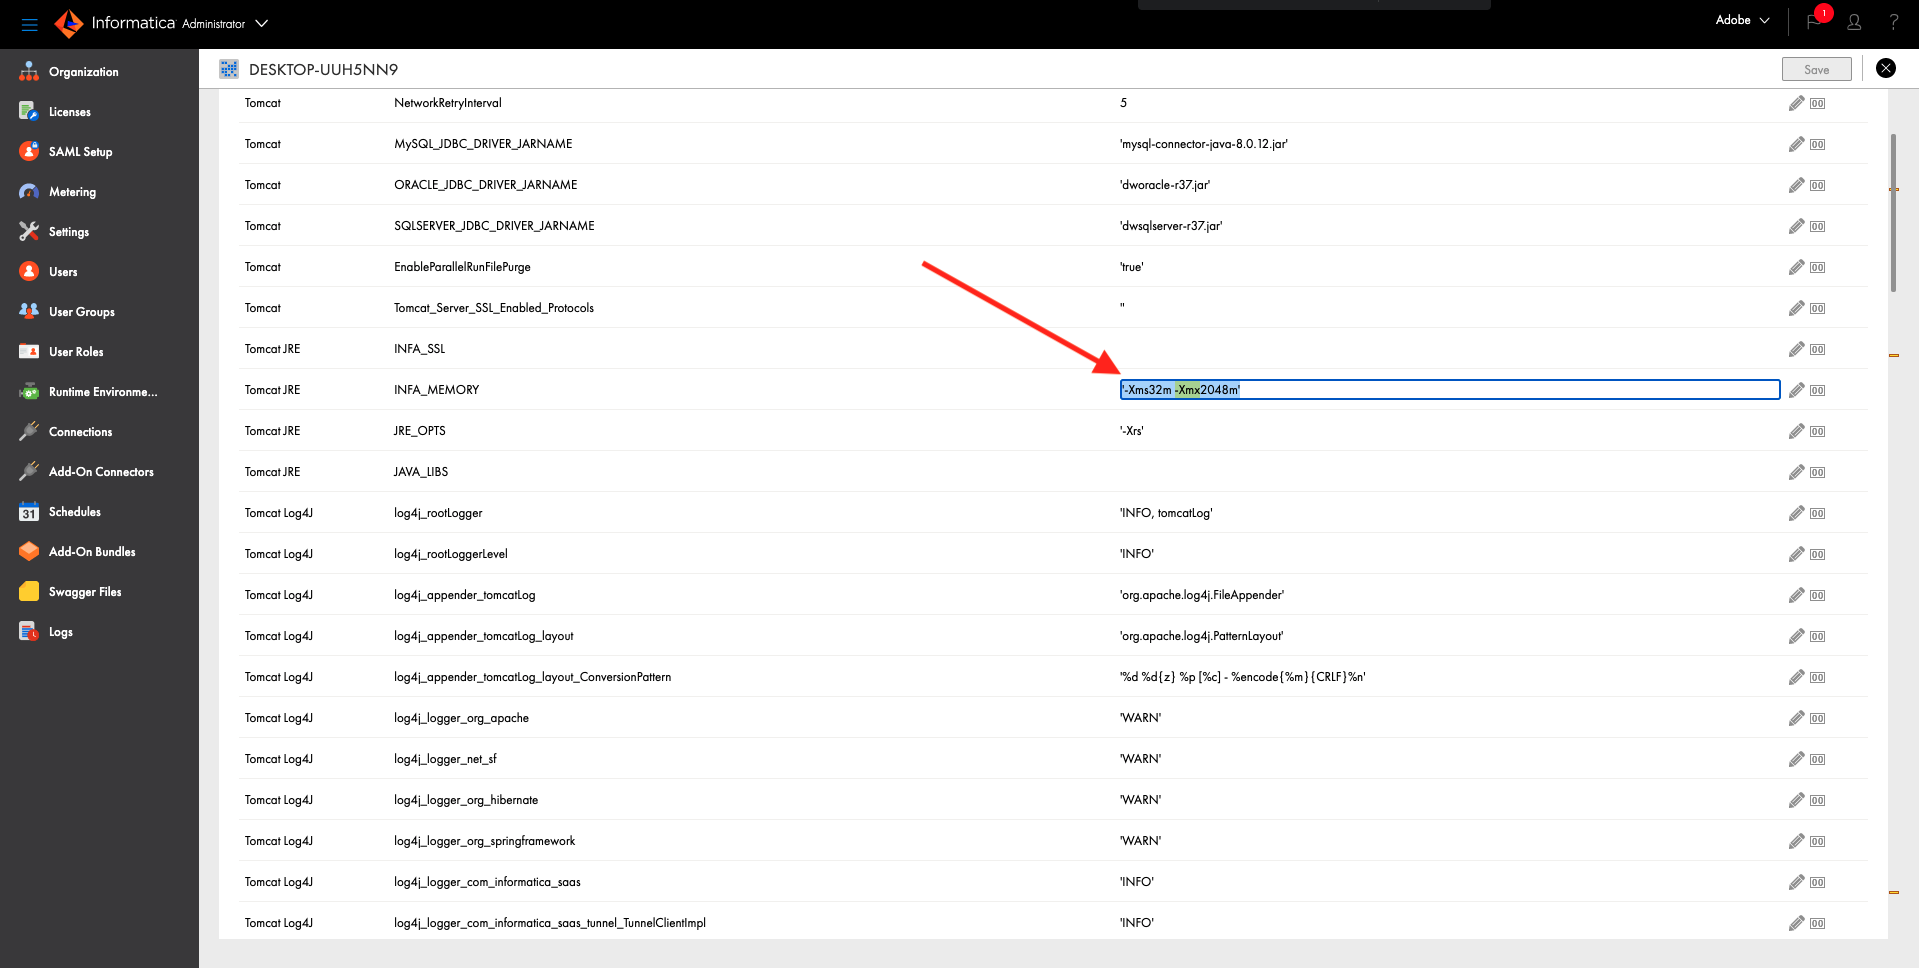 Informatica Administrator
Adobe
1
?
Organization
Licenses
SAML Setup
Metering
Settings
Users
User Groups
User Roles
Runtime Environme...
Connections
Add-On Connectors
31 Schedules
Add-On Bundles
Swagger Files
Logs
DESKTOP-UUH5NN9
Save
Tomcat NetworkRetryInterval 5
Tomcat MySQL_JDBC_DRIVER_JARNAME 'mysql-connector-java-8.0.12.jar'
Tomcat ORACLE_JDBC_DRIVER_JARNAME 'dworacle-r37.jar'
Tomcat SQLSERVER_JDBC_DRIVER_JARNAME 'dwsqlserver-r37.jar'
Tomcat EnableParallelRunFilePurge 'true'
Tomcat Tomcat_Server_SSL_Enabled_Protocols ''
Tomcat JRE INFA_SSL
Tomcat JRE INFA_MEMORY '-Xms32m -Xmx2048m'
Tomcat JRE JRE_OPTS '-Xrs'
Tomcat JRE JAVA_LIBS
Tomcat Log4J log4j_rootLogger 'INFO, tomcatLog'
Tomcat Log4J log4j_rootLoggerLevel 'INFO'
Tomcat Log4J log4j_appender_tomcatLog 'org.apache.log4j.FileAppender'
Tomcat Log4J log4j_appender_tomcatLog_layout 'org.apache.log4j.PatternLayout'
Tomcat Log4J log4j_appender_tomcatLog_layout_ConversionPattern '%d %d{z} %p [%c] - %encode{%m}{CRLF}%n'
Tomcat Log4J log4j_logger_org_apache 'WARN'
Tomcat Log4J log4j_logger_net_sf 'WARN'
Tomcat Log4J log4j_logger_org_hibernate 'WARN'
Tomcat Log4J log4j_logger_org_springframework 'WARN'
Tomcat Log4J log4j_logger_com_informatica_saas 'INFO'
Tomcat Log4J log4j_logger_com_informatica_saas_tunnel_TunnelClientImpl 'INFO'